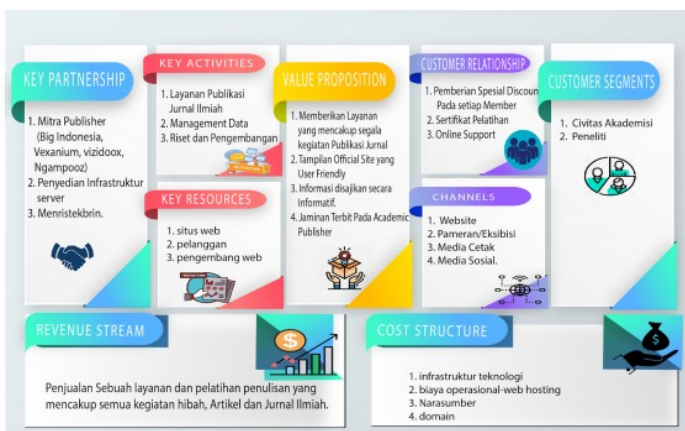 KEY PARTNERSHIP
1. Mitra Publisher
(Big Indonesia,
Vexanium, vizidoox,
Ngampooz)
2. Penyedian Infrastruktur
server
3. Menristekbrin.
KEY ACTIVITIES
1. Layanan Publikasi
Jurnal Ilmiah
2. Management Data
3. Riset dan Pengembangan
KEY RESOURCES
1. situs web
2. pelanggan
3. pengembang web
VALUE PROPOSITION
1. Memberikan Layanan
yang mencakup segala
kegiatan Publikasi Jurnal
2. Tampilan Official Site yang
User Friendly
3. Informasi disajikan secara
Informatif.
4. Jaminan Terbit Pada Academic
Publisher
CUSTOMER RELATIONSHIP
1. Pemberian Spesial Discoun
Pada setiap Member
2. Sertifikat Pelatihan
3. Online Support
CHANNELS
1. Website
2. Pameran/Eksibisi
3. Media Cetak
4. Media Sosial.
CUSTOMER SEGMENTS
1. Civitas Akademisi
2. Peneliti
REVENUE STREAM
Penjualan Sebuah layanan dan pelatihan penulisan yang
mencakup semua kegiatan hibah, Artikel dan Jurnal Ilmiah.
COST STRUCTURE
1. infrastruktur teknologi
2. biaya operasional-web hosting
3. Narasumber
4. domain